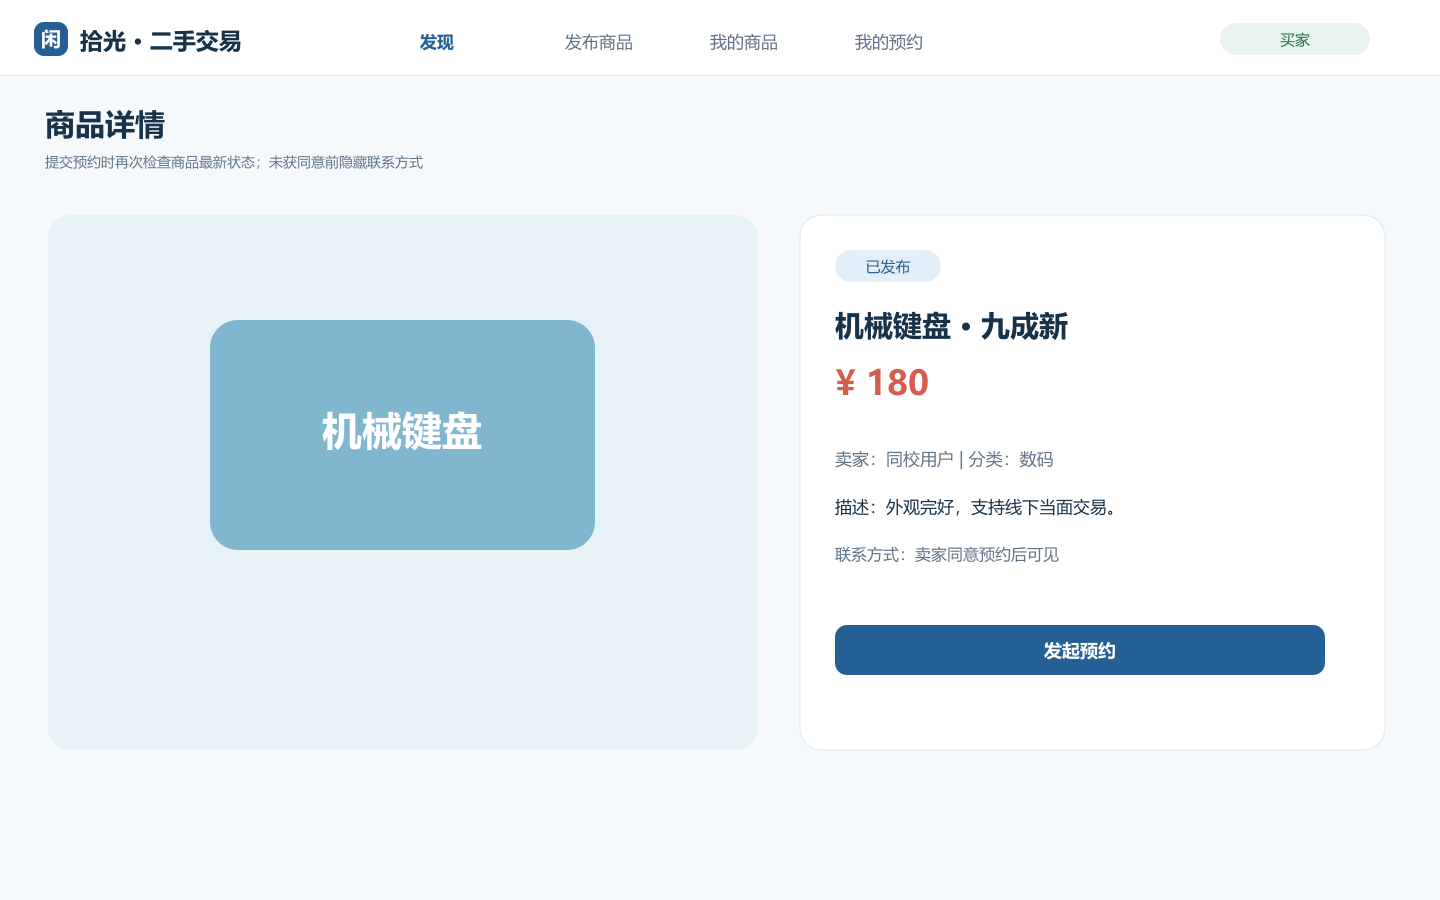 闲 拾光 · 二手交易 发现 发布商品 我的商品 我的预约 买家
商品详情
提交预约时再次检查商品最新状态；未获同意前隐藏联系方式
机械键盘
已发布
机械键盘 · 九成新
¥ 180
卖家：同校用户 | 分类：数码
描述：外观完好，支持线下当面交易。
联系方式：卖家同意预约后可见
发起预约